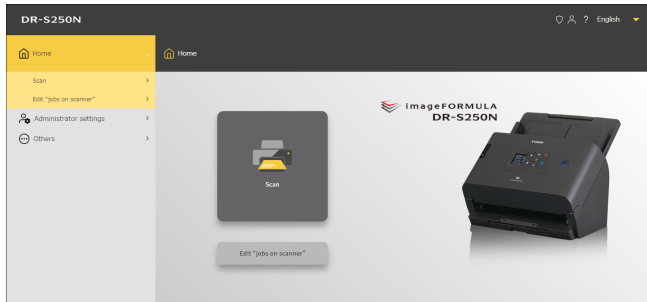 DR-S250N
? English
Home
Home
Scan
Edit "jobs on scanner"
Administrator settings
Others
imageFORMULA
DR-S250N
Canon
Scan
Edit "jobs on scanner"